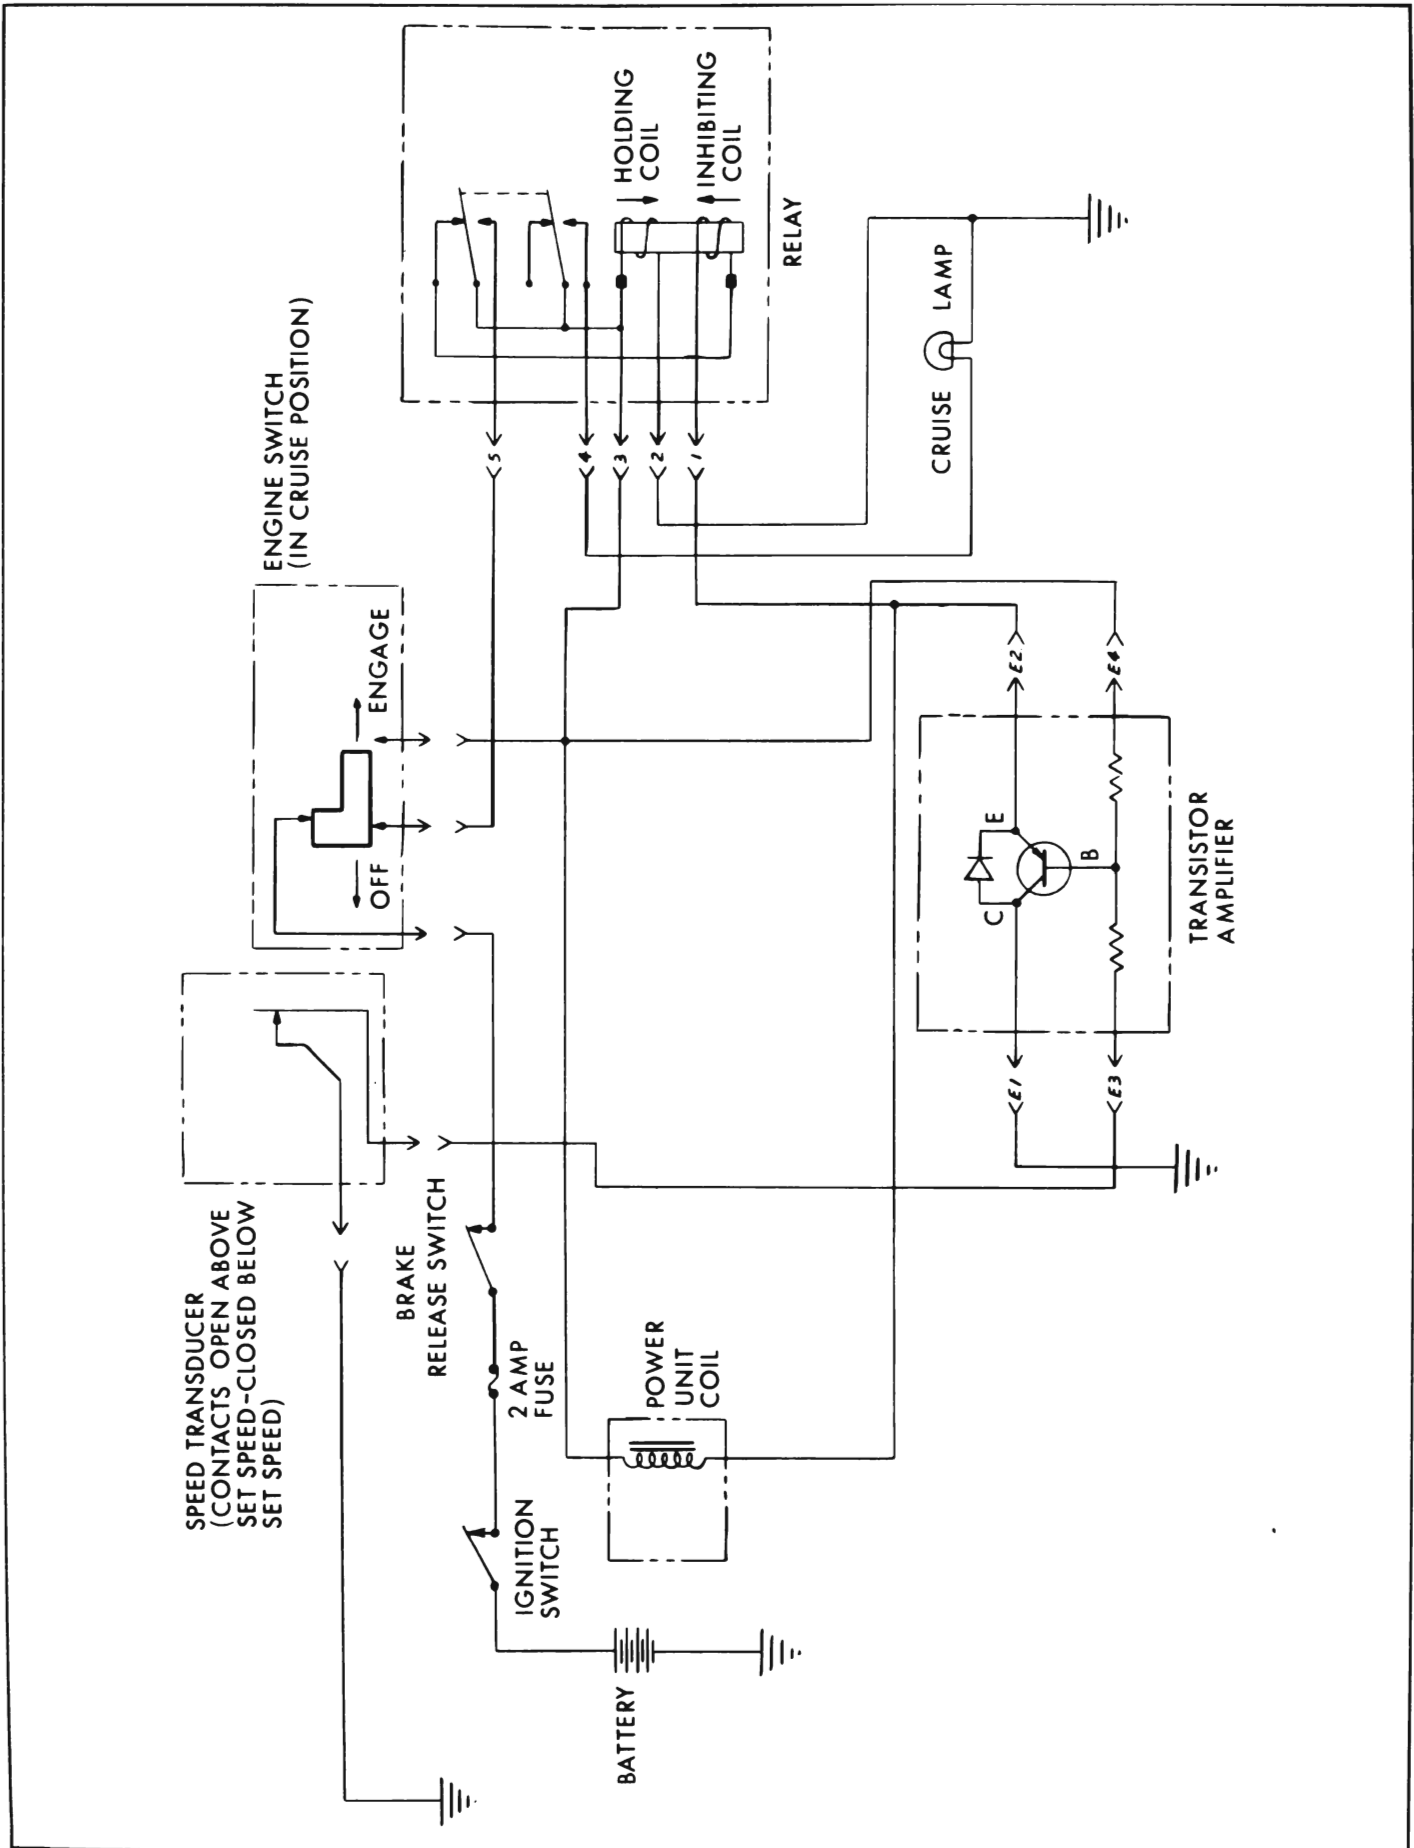 SPEED TRANSDUCER
(CONTACTS OPEN ABOVE
SET SPEED-CLOSED BELOW
SET SPEED)
ENGINE SWITCH
(IN CRUISE POSITION)
OFF
ENGAGE
BRAKE
RELEASE SWITCH
2 AMP
FUSE
IGNITION
SWITCH
BATTERY
POWER
UNIT
COIL
5
4
3
2
1
HOLDING
COIL
INHIBITING
COIL
RELAY
CRUISE LAMP
E1
E2
E3
E4
C
E
B
TRANSISTOR
AMPLIFIER